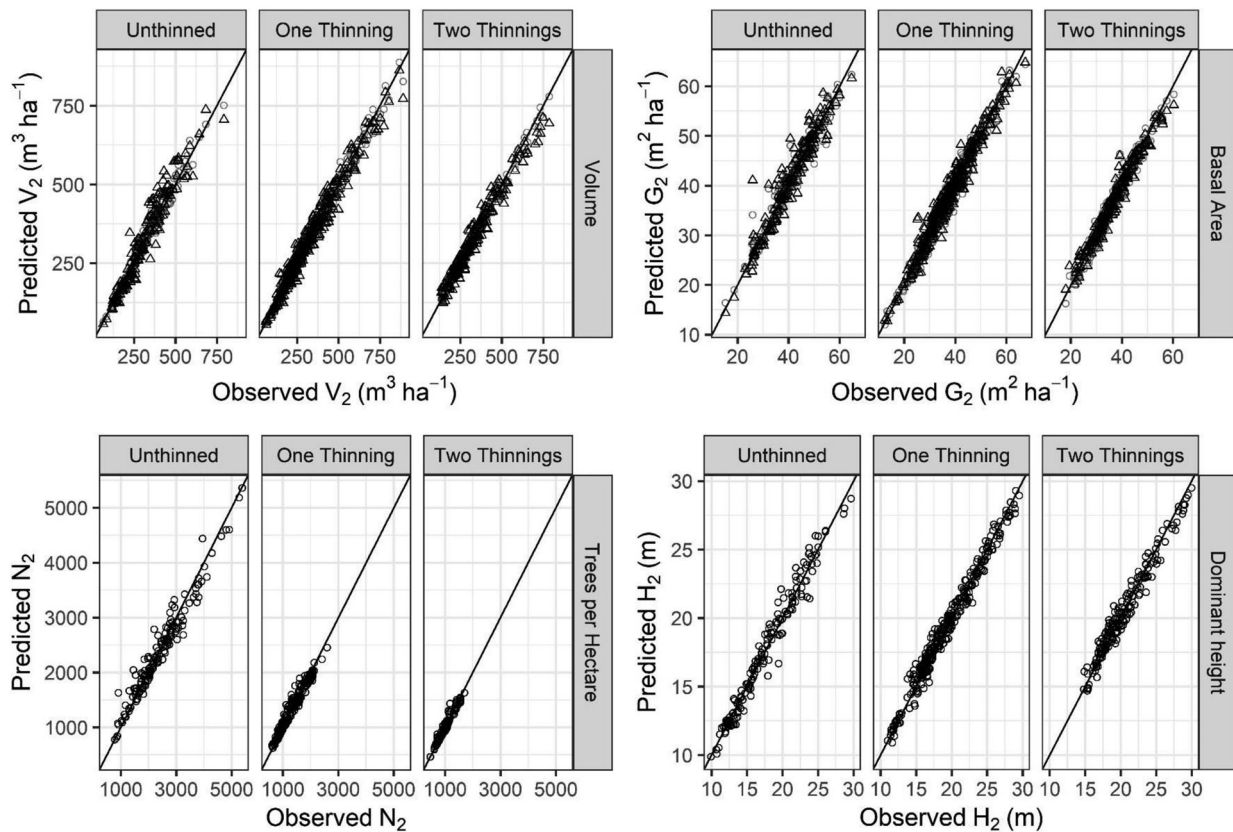 Unthinned One Thinning Two Thinnings
Predicted V₂ (m³ ha⁻¹)
750
500
250
Volume
250 500 750 250 500 750 250 500 750
Observed V₂ (m³ ha⁻¹)
Unthinned One Thinning Two Thinnings
Predicted G₂ (m² ha⁻¹)
60
50
40
30
20
10
Basal Area
20 40 60 20 40 60 20 40 60
Observed G₂ (m² ha⁻¹)
Unthinned One Thinning Two Thinnings
Predicted N₂
5000
4000
3000
2000
1000
Trees per Hectare
1000 3000 5000 1000 3000 5000 1000 3000 5000
Observed N₂
Unthinned One Thinning Two Thinnings
Predicted H₂ (m)
30
25
20
15
10
Dominant height
10 15 20 25 30 10 15 20 25 30 10 15 20 25 30
Observed H₂ (m)